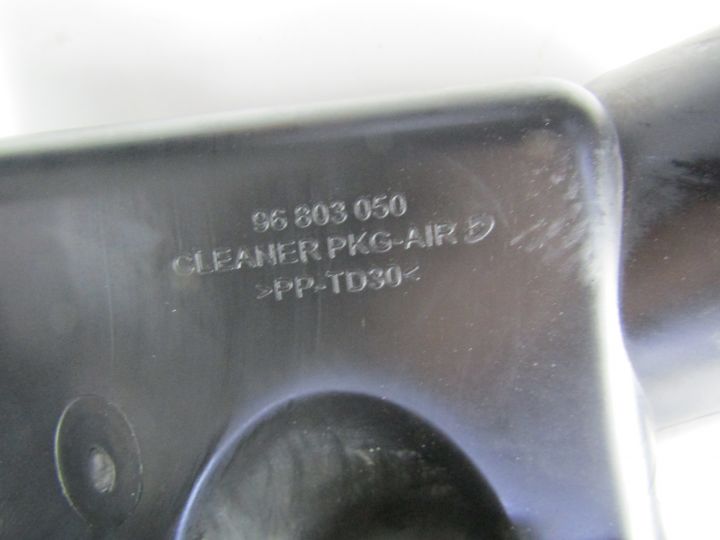 96 803 050
CLEANER PKG-AIR
>PP-TD30<